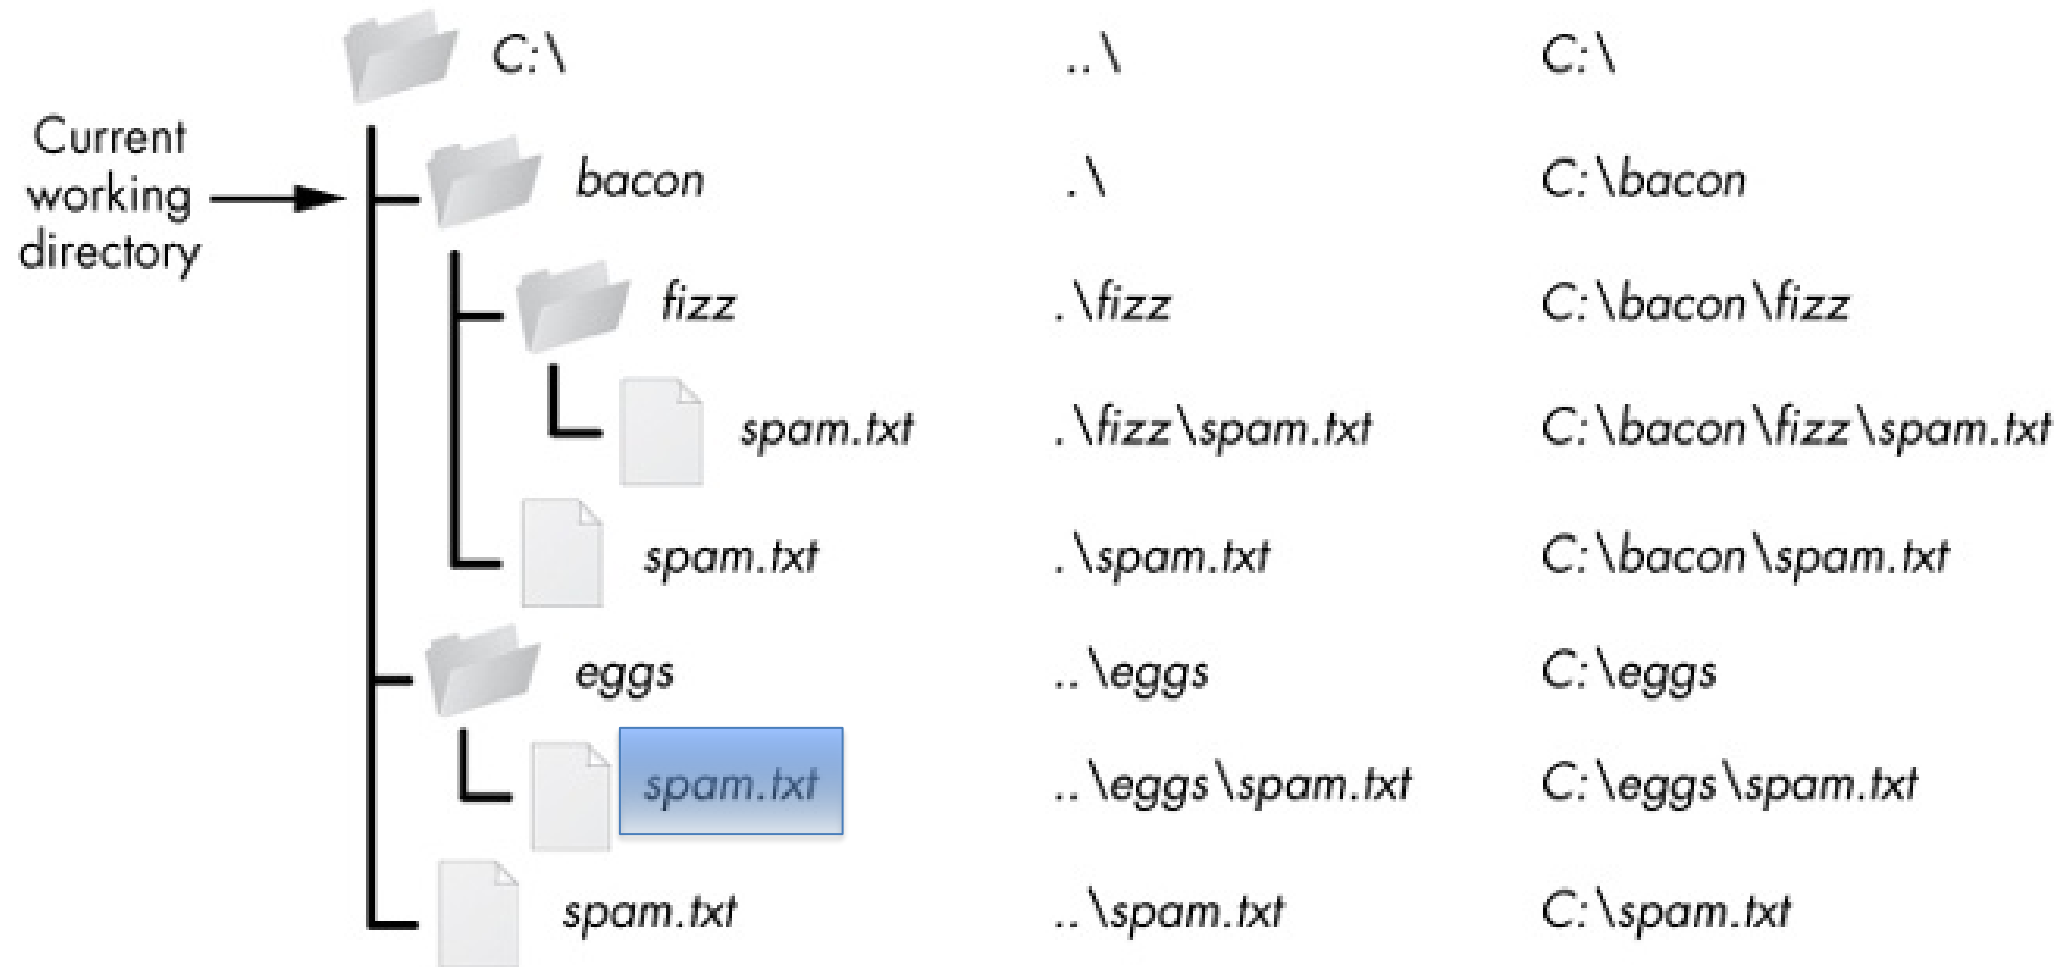 C:\ ..\ C:\
Current
working
directory
bacon .\ C:\bacon
fizz .\fizz C:\bacon\fizz
spam.txt .\fizz\spam.txt C:\bacon\fizz\spam.txt
spam.txt .\spam.txt C:\bacon\spam.txt
eggs ..\eggs C:\eggs
spam.txt ..\eggs\spam.txt C:\eggs\spam.txt
spam.txt ..\spam.txt C:\spam.txt